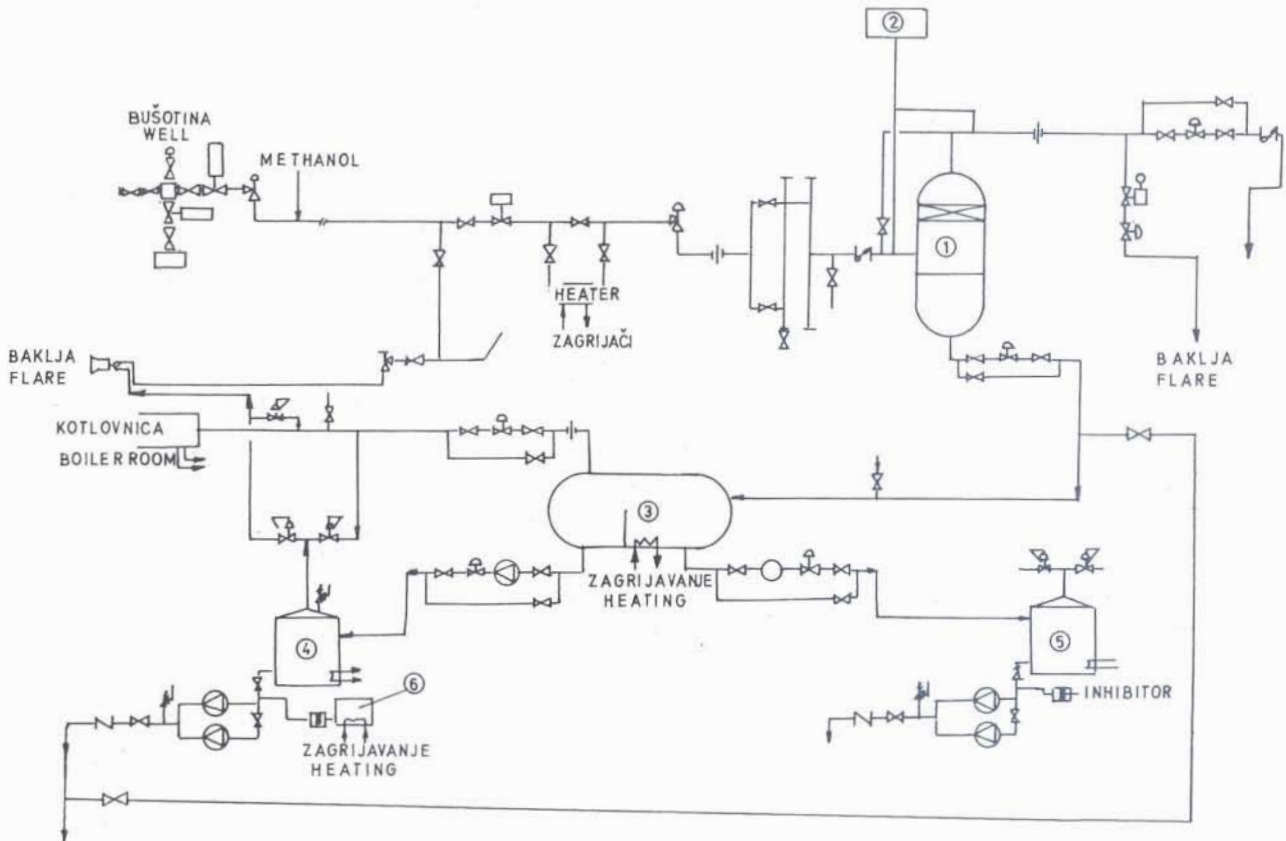 ②
BUŠOTINA
WELL
METHANOL
①
HEATER
ZAGRIJAČI
BAKLJA
FLARE
BAKLJA
FLARE
KOTLOVNICA
BOILER ROOM
③
ZAGRIJAVANJE
HEATING
④
⑤
⑥
INHIBITOR
ZAGRIJAVANJE
HEATING